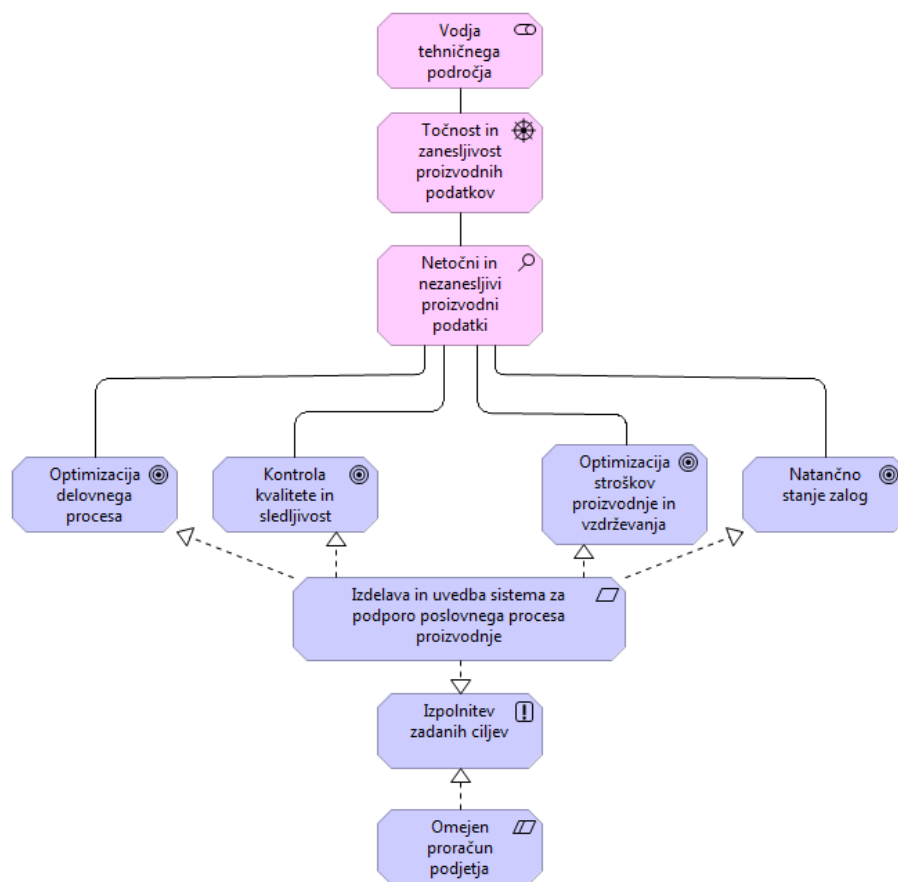 Vodja
tehničnega
področja
Točnost in
zanesljivost
proizvodnih
podatkov
Netočni in
nezanesljivi
proizvodni
podatki
Optimizacija
delovnega
procesa
Kontrola
kvalitete in
sledljivost
Optimizacija
stroškov
proizvodnje in
vzdrževanja
Natančno
stanje zalog
Izdelava in uvedba sistema za
podporo poslovnega procesa
proizvodnje
Izpolnitev
zadanih ciljev
Omejen
proračun
podjetja